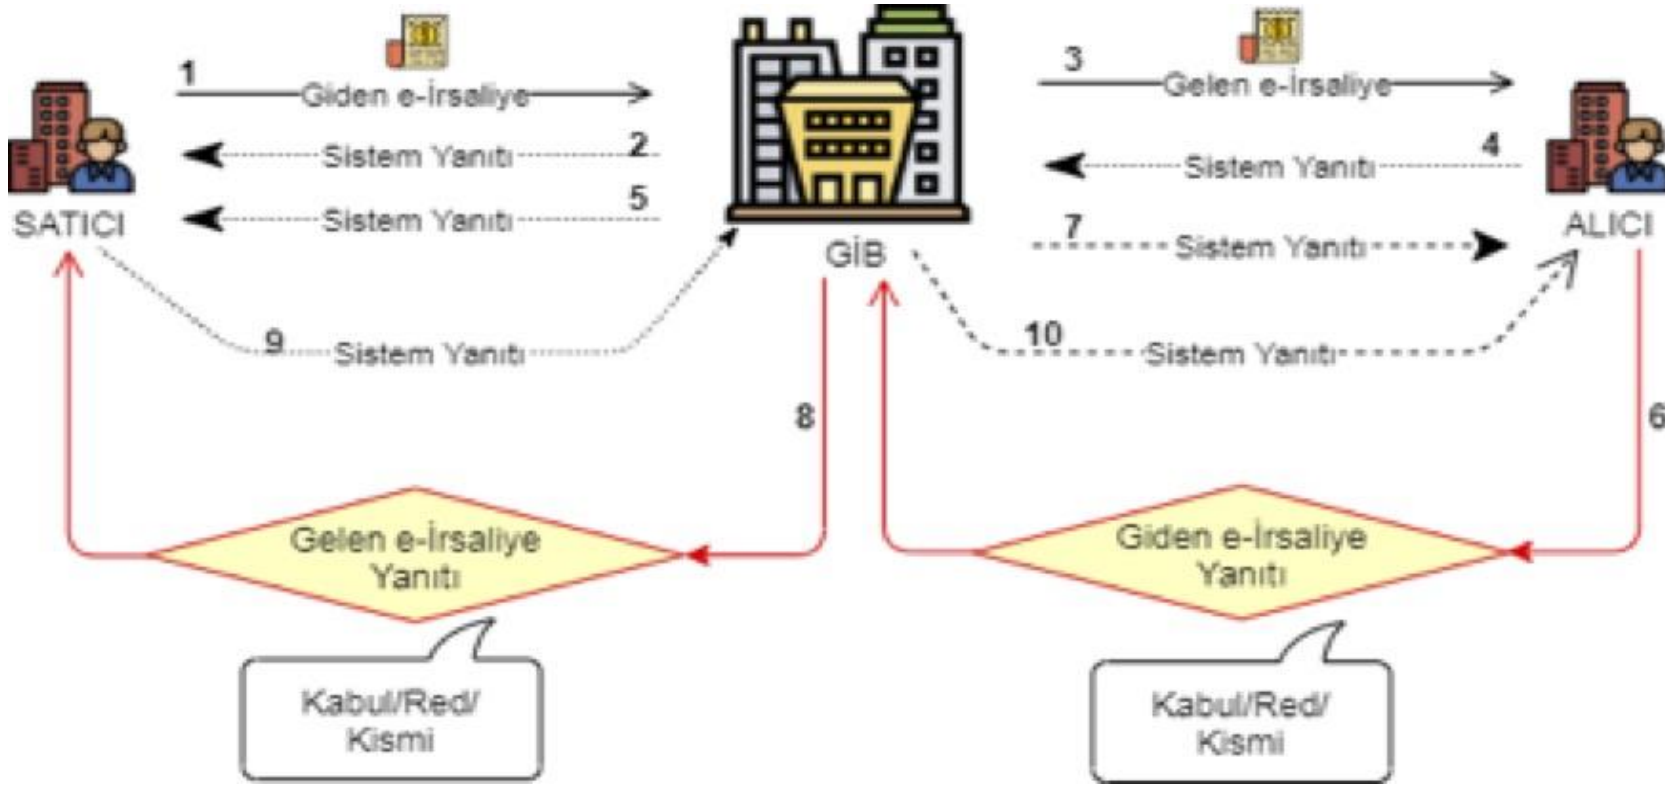 1
Giden e-İrsaliye
3
Gelen e-İrsaliye
Sistem Yanıtı
2
Sistem Yanıtı
4
Sistem Yanıtı
5
7
Sistem Yanıtı
SATICI
GİB
ALICI
9
Sistem Yanıtı
10
Sistem Yanıtı
8
6
Gelen e-İrsaliye
Yanıtı
Giden e-İrsaliye
Yanıtı
Kabul/Red/
Kismi
Kabul/Red/
Kismi